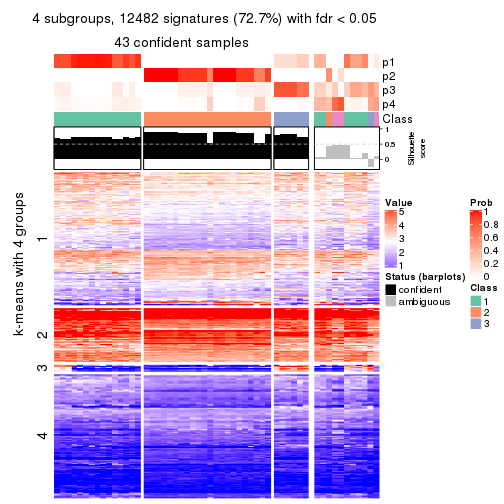 4 subgroups, 12482 signatures (72.7%) with fdr < 0.05
43 confident samples
p1
p2
p3
p4
Class
1
0.5
0
Silhouette
score
k-means with 4 groups
1
2
3
4
Value
5
4
3
2
1
Status (barplots)
confident
ambiguous
Prob
1
0.8
0.6
0.4
0.2
0
Class
1
2
3